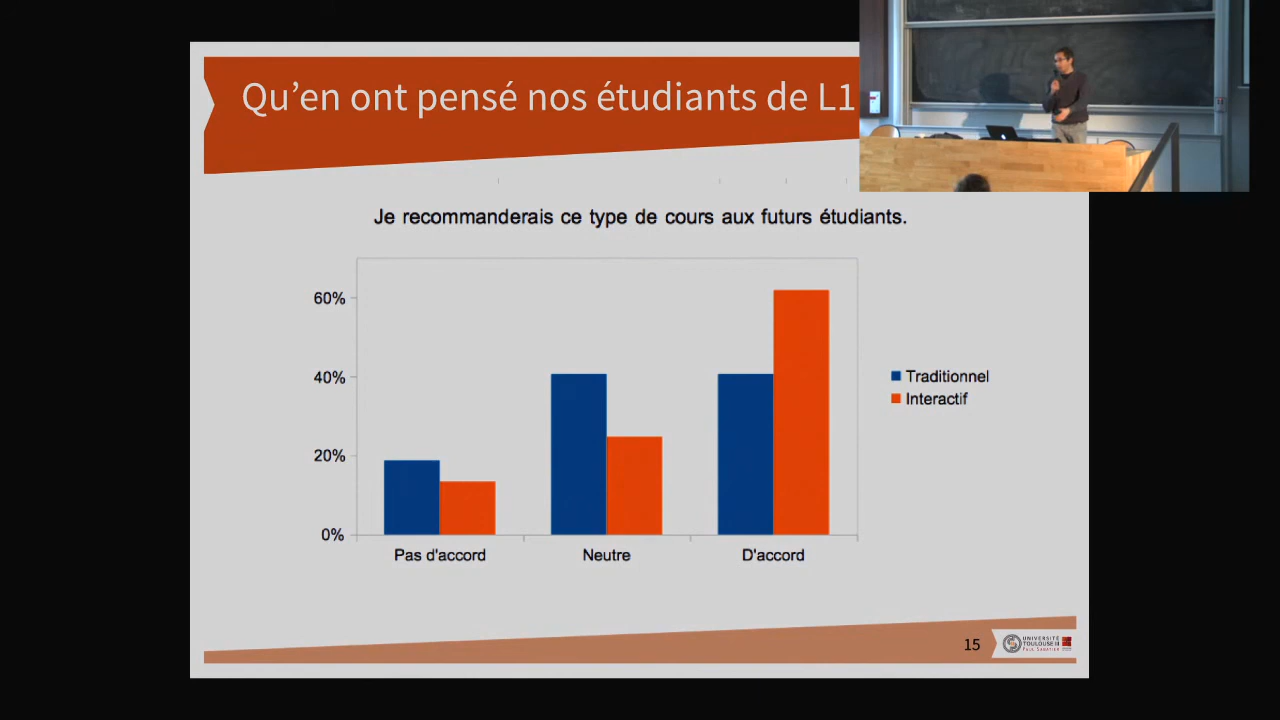 Qu'en ont pensé nos étudiants de L1
Je recommanderais ce type de cours aux futurs étudiants.
60%
40%
20%
0%
Pas d'accord
Neutre
D'accord
Traditionnel
Interactif
15
UNIVERSITÉ
TOULOUSE III
PAUL SABATIER